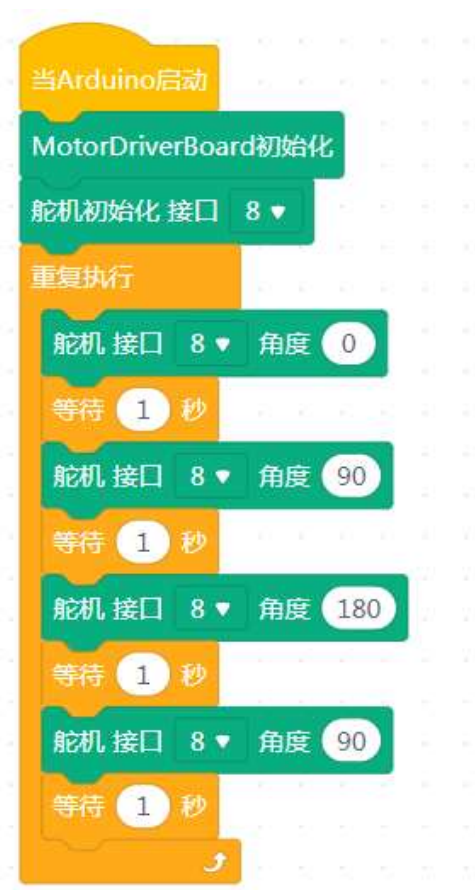 当Arduino启动
MotorDriverBoard初始化
舵机初始化 接口 8
重复执行
舵机 接口 8 角度 0
等待 1 秒
舵机 接口 8 角度 90
等待 1 秒
舵机 接口 8 角度 180
等待 1 秒
舵机 接口 8 角度 90
等待 1 秒